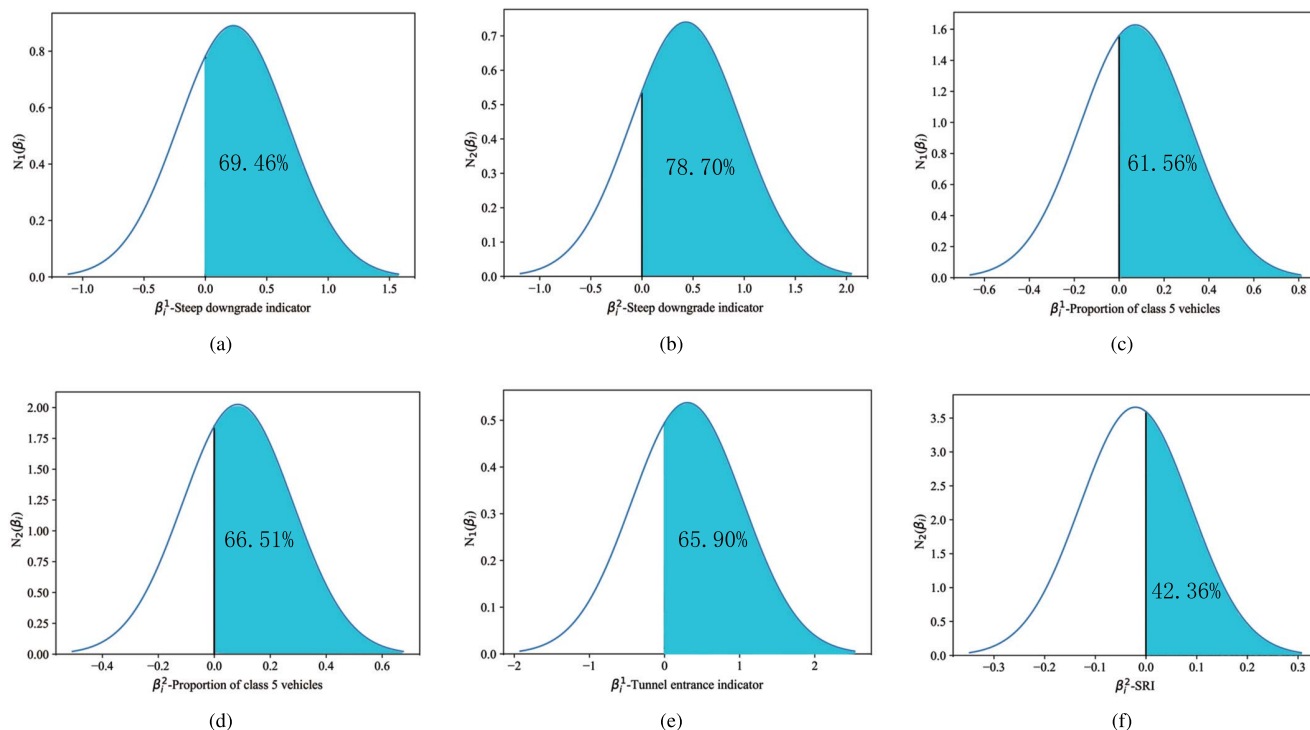 0.8
0.6
0.4
0.2
0.0
N₁(βᵢ)
69.46%
−1.0 −0.5 0.0 0.5 1.0 1.5
βᵢ¹-Steep downgrade indicator
(a)
0.7
0.6
0.5
0.4
0.3
0.2
0.1
0.0
N₂(βᵢ)
78.70%
−1.0 −0.5 0.0 0.5 1.0 1.5 2.0
βᵢ²-Steep downgrade indicator
(b)
1.6
1.4
1.2
1.0
0.8
0.6
0.4
0.2
0.0
N₁(βᵢ)
61.56%
−0.6 −0.4 −0.2 0.0 0.2 0.4 0.6 0.8
βᵢ¹-Proportion of class 5 vehicles
(c)
2.00
1.75
1.50
1.25
1.00
0.75
0.50
0.25
0.00
N₂(βᵢ)
66.51%
−0.4 −0.2 0.0 0.2 0.4 0.6
βᵢ²-Proportion of class 5 vehicles
(d)
0.5
0.4
0.3
0.2
0.1
0.0
N₁(βᵢ)
65.90%
−2 −1 0 1 2
βᵢ¹-Tunnel entrance indicator
(e)
3.5
3.0
2.5
2.0
1.5
1.0
0.5
0.0
N₂(βᵢ)
42.36%
−0.3 −0.2 −0.1 0.0 0.1 0.2 0.3
βᵢ²-SRI
(f)